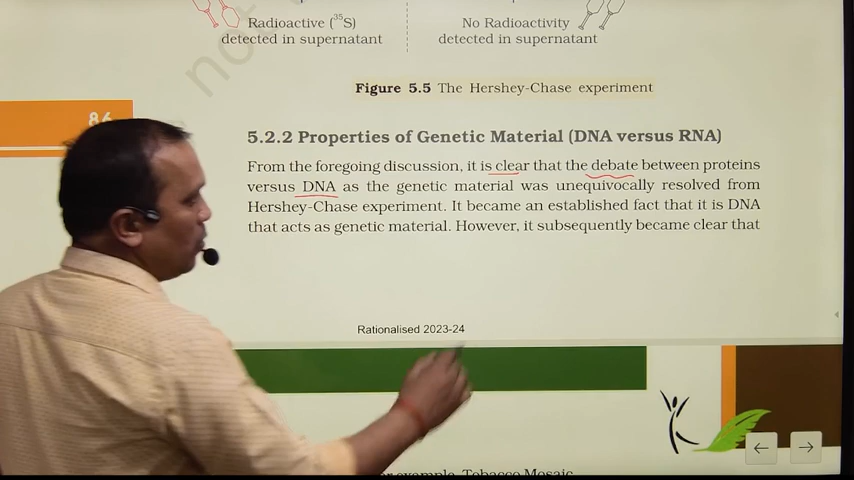 Radioactive (35S)
detected in supernatant
No Radioactivity
detected in supernatant
not
Figure 5.5 The Hershey-Chase experiment
86
5.2.2 Properties of Genetic Material (DNA versus RNA)
From the foregoing discussion, it is clear that the debate between proteins
versus DNA as the genetic material was unequivocally resolved from
Hershey-Chase experiment. It became an established fact that it is DNA
that acts as genetic material. However, it subsequently became clear that
Rationalised 2023-24
example, Tobacco Mosaic